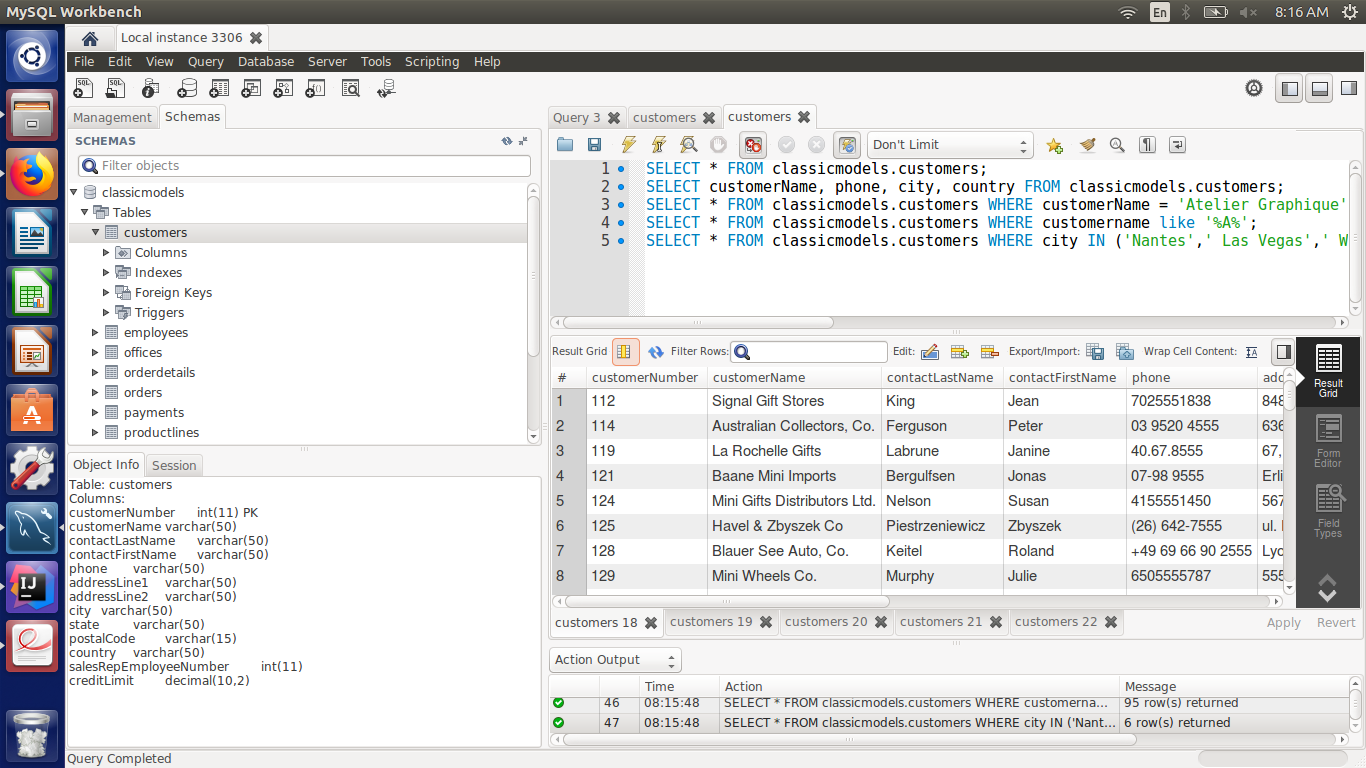 MySQL Workbench
En
8:16 AM
Local instance 3306
File Edit View Query Database Server Tools Scripting Help
Management
Schemas
SCHEMAS
Filter objects
classicmodels
Tables
customers
Columns
Indexes
Foreign Keys
Triggers
employees
offices
orderdetails
orders
payments
productlines
Object Info
Session
Table: customers
Columns:
customerNumber int(11) PK
customerName varchar(50)
contactLastName varchar(50)
contactFirstName varchar(50)
phone varchar(50)
addressLine1 varchar(50)
addressLine2 varchar(50)
city varchar(50)
state varchar(50)
postalCode varchar(15)
country varchar(50)
salesRepEmployeeNumber int(11)
creditLimit decimal(10,2)
Query 3
customers
customers
Don't Limit
1 SELECT * FROM classicmodels.customers;
2 SELECT customerName, phone, city, country FROM classicmodels.customers;
3 SELECT * FROM classicmodels.customers WHERE customerName = 'Atelier Graphique'
4 SELECT * FROM classicmodels.customers WHERE customername like '%A%';
5 SELECT * FROM classicmodels.customers WHERE city IN ('Nantes',' Las Vegas',' W
Result Grid Filter Rows: Edit: Export/Import: Wrap Cell Content:
# customerNumber customerName contactLastName contactFirstName phone add
1 112 Signal Gift Stores King Jean 7025551838 848
2 114 Australian Collectors, Co. Ferguson Peter 03 9520 4555 636
3 119 La Rochelle Gifts Labrune Janine 40.67.8555 67,
4 121 Baane Mini Imports Bergulfsen Jonas 07-98 9555 Erli
5 124 Mini Gifts Distributors Ltd. Nelson Susan 4155551450 567
6 125 Havel & Zbyszek Co Piestrzeniewicz Zbyszek (26) 642-7555 ul.
7 128 Blauer See Auto, Co. Keitel Roland +49 69 66 90 2555 Lyo
8 129 Mini Wheels Co. Murphy Julie 6505555787 555
Result
Grid
Form
Editor
Field
Types
customers 18 customers 19 customers 20 customers 21 customers 22
Apply Revert
Action Output
Time Action Message
46 08:15:48 SELECT * FROM classicmodels.customers WHERE customerna... 95 row(s) returned
47 08:15:48 SELECT * FROM classicmodels.customers WHERE city IN ('Nant... 6 row(s) returned
Query Completed